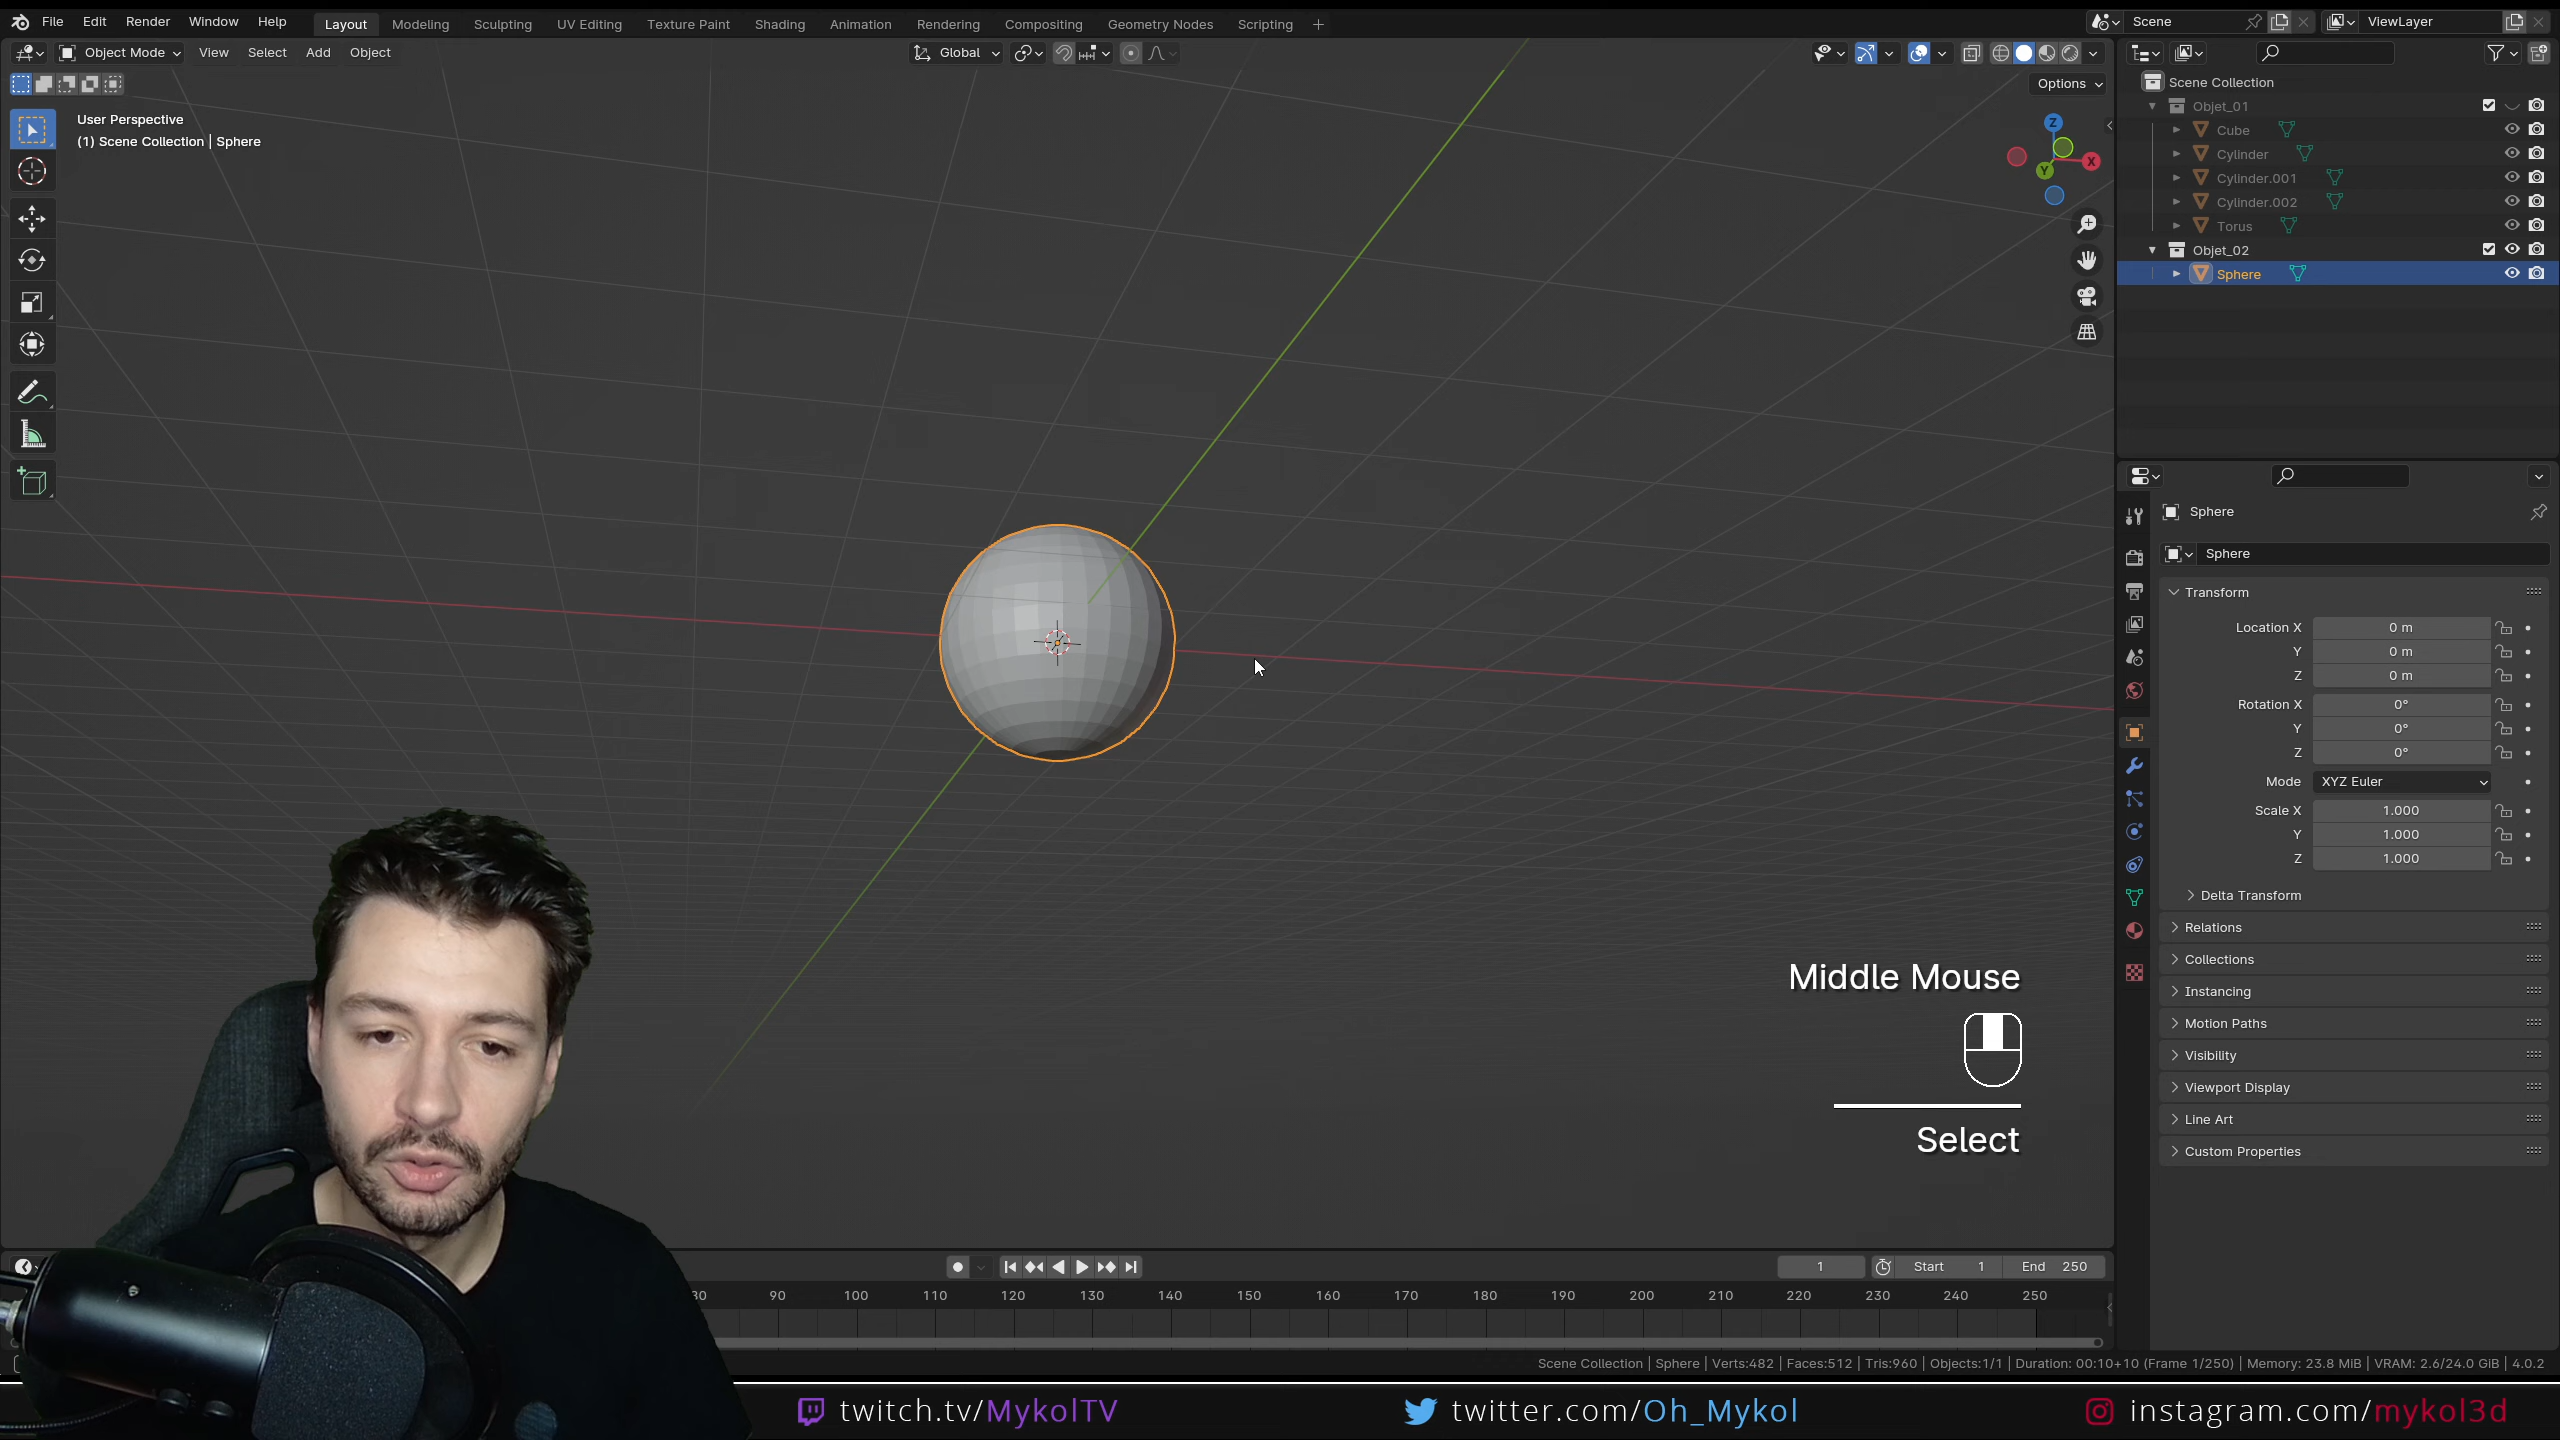 File Edit Render Window Help Layout Modeling Sculpting UV Editing Texture Paint Shading Animation Rendering Compositing Geometry Nodes Scripting Scene ViewLayer
Object Mode View Select Add Object Global
Options
User Perspective
(1) Scene Collection | Sphere
Z
X
Y
Scene Collection
Objet_01
Cube
Cylinder
Cylinder.001
Cylinder.002
Torus
Objet_02
Sphere
Sphere
Sphere
Transform
Location X 0 m
Y 0 m
Z 0 m
Rotation X 0°
Y 0°
Z 0°
Mode XYZ Euler
Scale X 1.000
Y 1.000
Z 1.000
Delta Transform
Relations
Collections
Instancing
Motion Paths
Visibility
Viewport Display
Line Art
Custom Properties
Middle Mouse
Select
1 Start 1 End 250
90 100 110 120 130 140 150 160 170 180 190 200 210 220 230 240 250
Scene Collection | Sphere | Verts:482 | Faces:512 | Tris:960 | Objects:1/1 | Duration: 00:10+10 (Frame 1/250) | Memory: 23.8 MiB | VRAM: 2.6/24.0 GiB | 4.0.2
twitch.tv/MykolTV twitter.com/Oh_Mykol instagram.com/mykol3d